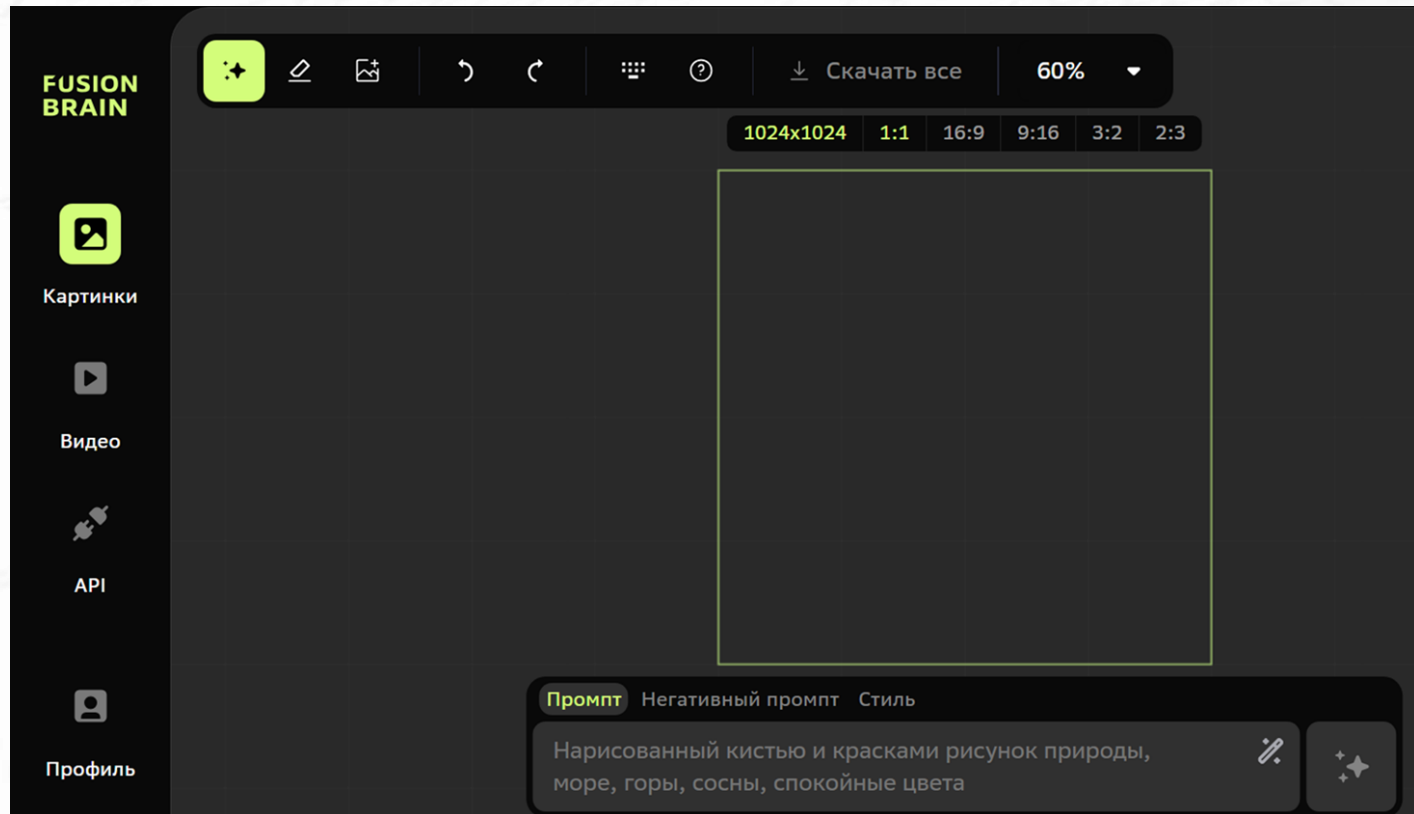 FUSION
BRAIN
Скачать все
60%
1024x1024 1:1 16:9 9:16 3:2 2:3
Картинки
Видео
API
Профиль
Промпт Негативный промпт Стиль
Нарисованный кистью и красками рисунок природы,
море, горы, сосны, спокойные цвета